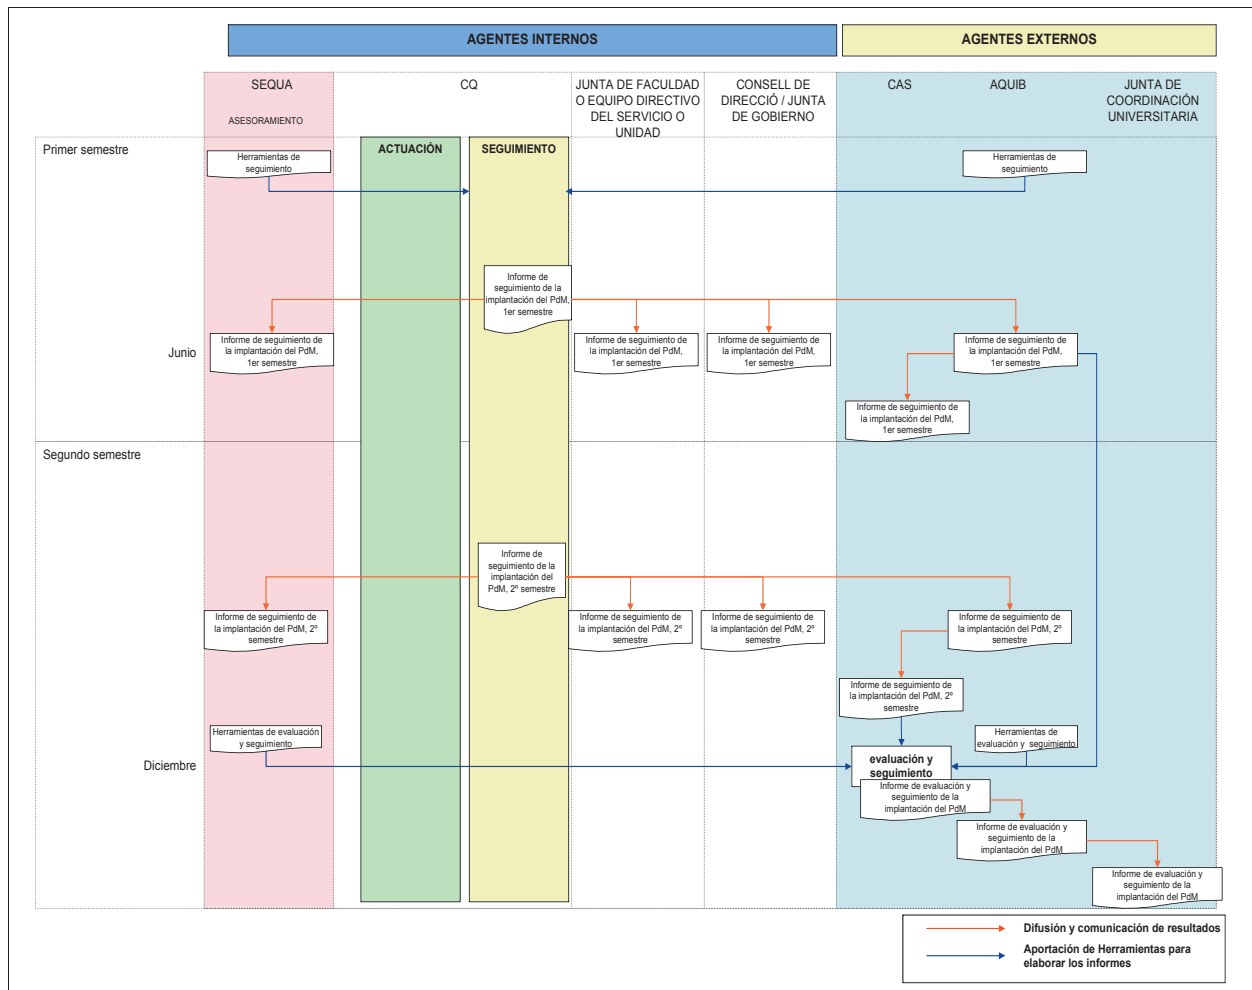 AGENTES INTERNOS
AGENTES EXTERNOS
SEQUA
ASESORAMIENTO
CQ
JUNTA DE FACULDAD
O EQUIPO DIRECTIVO
DEL SERVICIO O
UNIDAD
CONSELL DE
DIRECCIÓ / JUNTA
DE GOBIERNO
CAS
AQUIB
JUNTA DE
COORDINACIÓN
UNIVERSITARIA
Primer semestre
ACTUACIÓN
SEGUIMIENTO
Herramientas de
seguimiento
Herramientas de
seguimiento
Informe de
seguimiento de la
implantación del PdM,
1er semestre
Junio
Informe de seguimiento de
la implantación del PdM,
1er semestre
Informe de seguimiento de
la implantación del PdM,
1er semestre
Informe de seguimiento de
la implantación del PdM,
1er semestre
Informe de seguimiento de
la implantación del PdM,
1er semestre
Informe de seguimiento de
la implantación del PdM,
1er semestre
Segundo semestre
Informe de
seguimiento de la
implantación del
PdM, 2º semestre
Informe de seguimiento de
la implantación del PdM, 2º
semestre
Informe de seguimiento de
la implantación del PdM, 2º
semestre
Informe de seguimiento de
la implantación del PdM, 2º
semestre
Informe de seguimiento de
la implantación del PdM, 2º
semestre
Informe de seguimiento de
la implantación del PdM, 2º
semestre
Herramientas de evaluación
y seguimiento
Herramientas de
evaluación y seguimiento
Diciembre
evaluación y
seguimiento
Informe de evaluación y
seguimiento de la
implantación del PdM
Informe de evaluación y
seguimiento de la
implantación del PdM
Informe de evaluación y
seguimiento de la
implantación del PdM
Difusión y comunicación de resultados
Aportación de Herramientas para
elaborar los informes